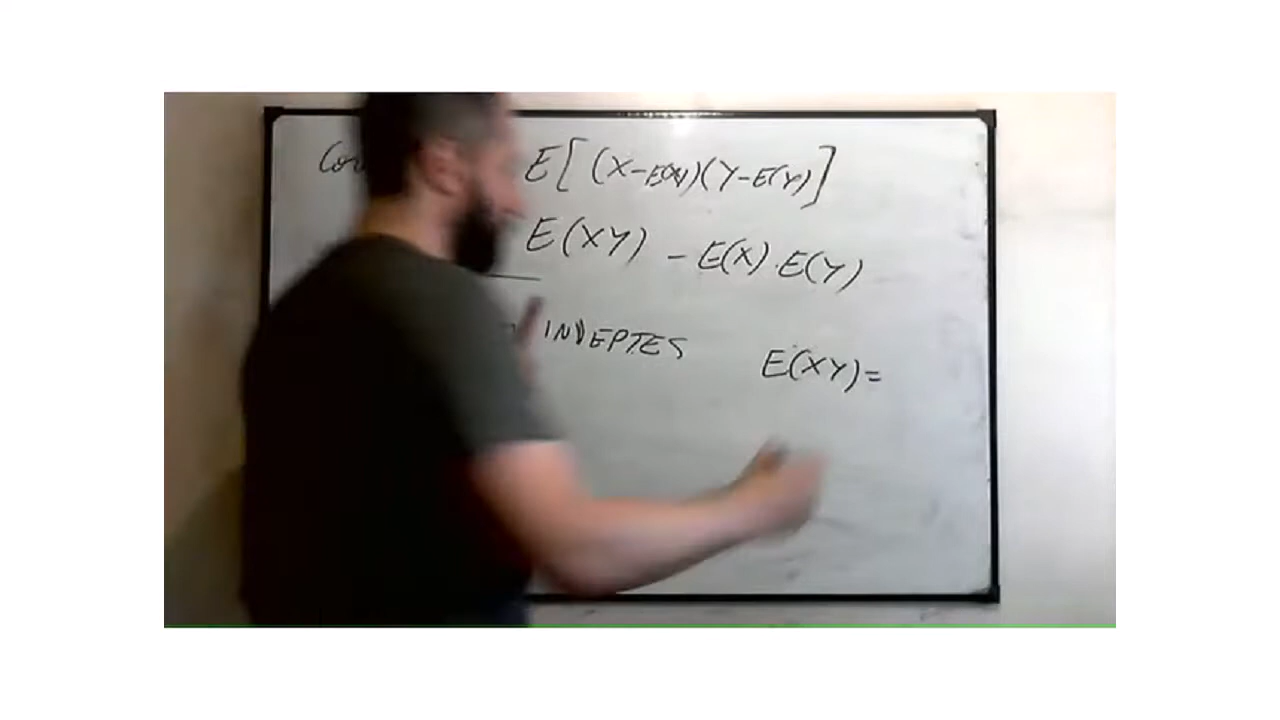 E[(X-E(X))(Y-E(Y)]
E(XY) - E(X).E(Y)
INDEPTES E(XY)=